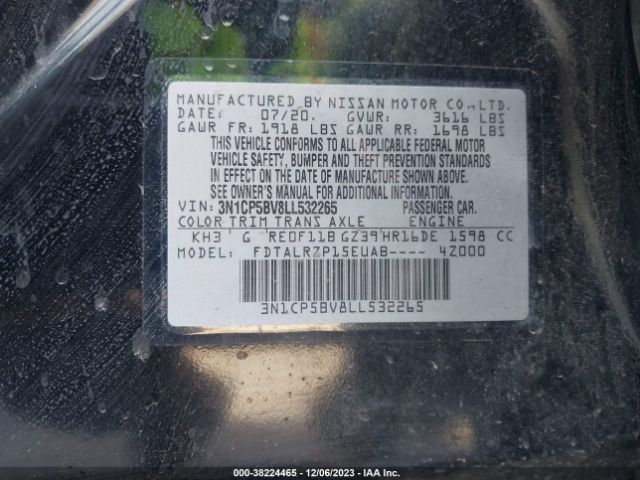 MANUFACTURED BY NISSAN MOTOR CO., LTD.
DATE: 07/20. GVWR: 3616 LBS
GAWR FR: 1918 LBS GAWR RR: 1698 LBS
THIS VEHICLE CONFORMS TO ALL APPLICABLE FEDERAL MOTOR
VEHICLE SAFETY, BUMPER AND THEFT PREVENTION STANDARDS
IN EFFECT ON THE DATE OF MANUFACTURE SHOWN ABOVE.
SEE OWNER'S MANUAL FOR ADDITIONAL INFORMATION.
VIN: 3N1CP5BV8LL532265 PASSENGER CAR.
COLOR TRIM TRANS AXLE ENGINE
KH3 G RE0F11B GZ39 HR16DE 1598 CC
MODEL: FDTALRZP15EUAB---- 4Z000
3N1CP5BV8LL532265
000-38224465 - 12/06/2023 - IAA Inc.